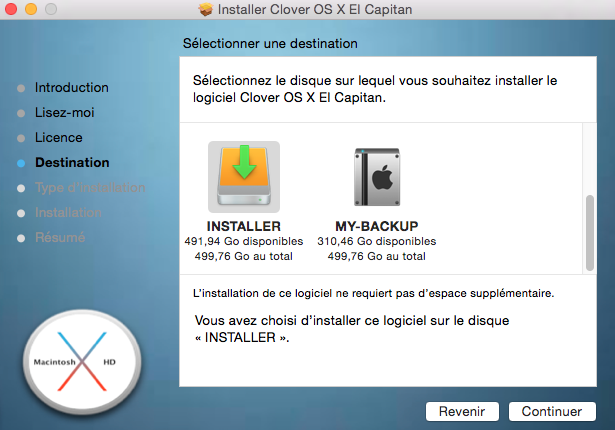 Installer Clover OS X El Capitan
Sélectionner une destination
Introduction
Lisez-moi
Licence
Destination
Type d'installation
Installation
Résumé
Sélectionnez le disque sur lequel vous souhaitez installer le
logiciel Clover OS X El Capitan.
INSTALLER
491,94 Go disponibles
499,76 Go au total
MY-BACKUP
310,46 Go disponibles
499,76 Go au total
L'installation de ce logiciel ne requiert pas d'espace supplémentaire.
Vous avez choisi d'installer ce logiciel sur le disque
« INSTALLER ».
Macintosh HD
Revenir
Continuer